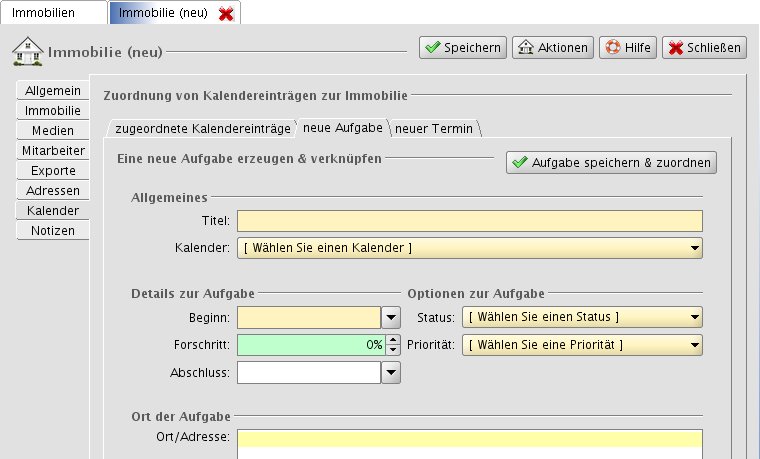 Immobilien Immobilie (neu)
Immobilie (neu) Speichern Aktionen Hilfe Schließen
Allgemein
Immobilie
Medien
Mitarbeiter
Exporte
Adressen
Kalender
Notizen
Zuordnung von Kalendereinträgen zur Immobilie
zugeordnete Kalendereinträge neue Aufgabe neuer Termin
Eine neue Aufgabe erzeugen & verknüpfen Aufgabe speichern & zuordnen
Allgemeines
Titel:
Kalender: [ Wählen Sie einen Kalender ]
Details zur Aufgabe Optionen zur Aufgabe
Beginn: Status: [ Wählen Sie einen Status ]
Forschritt: 0% Priorität: [ Wählen Sie eine Priorität ]
Abschluss:
Ort der Aufgabe
Ort/Adresse: